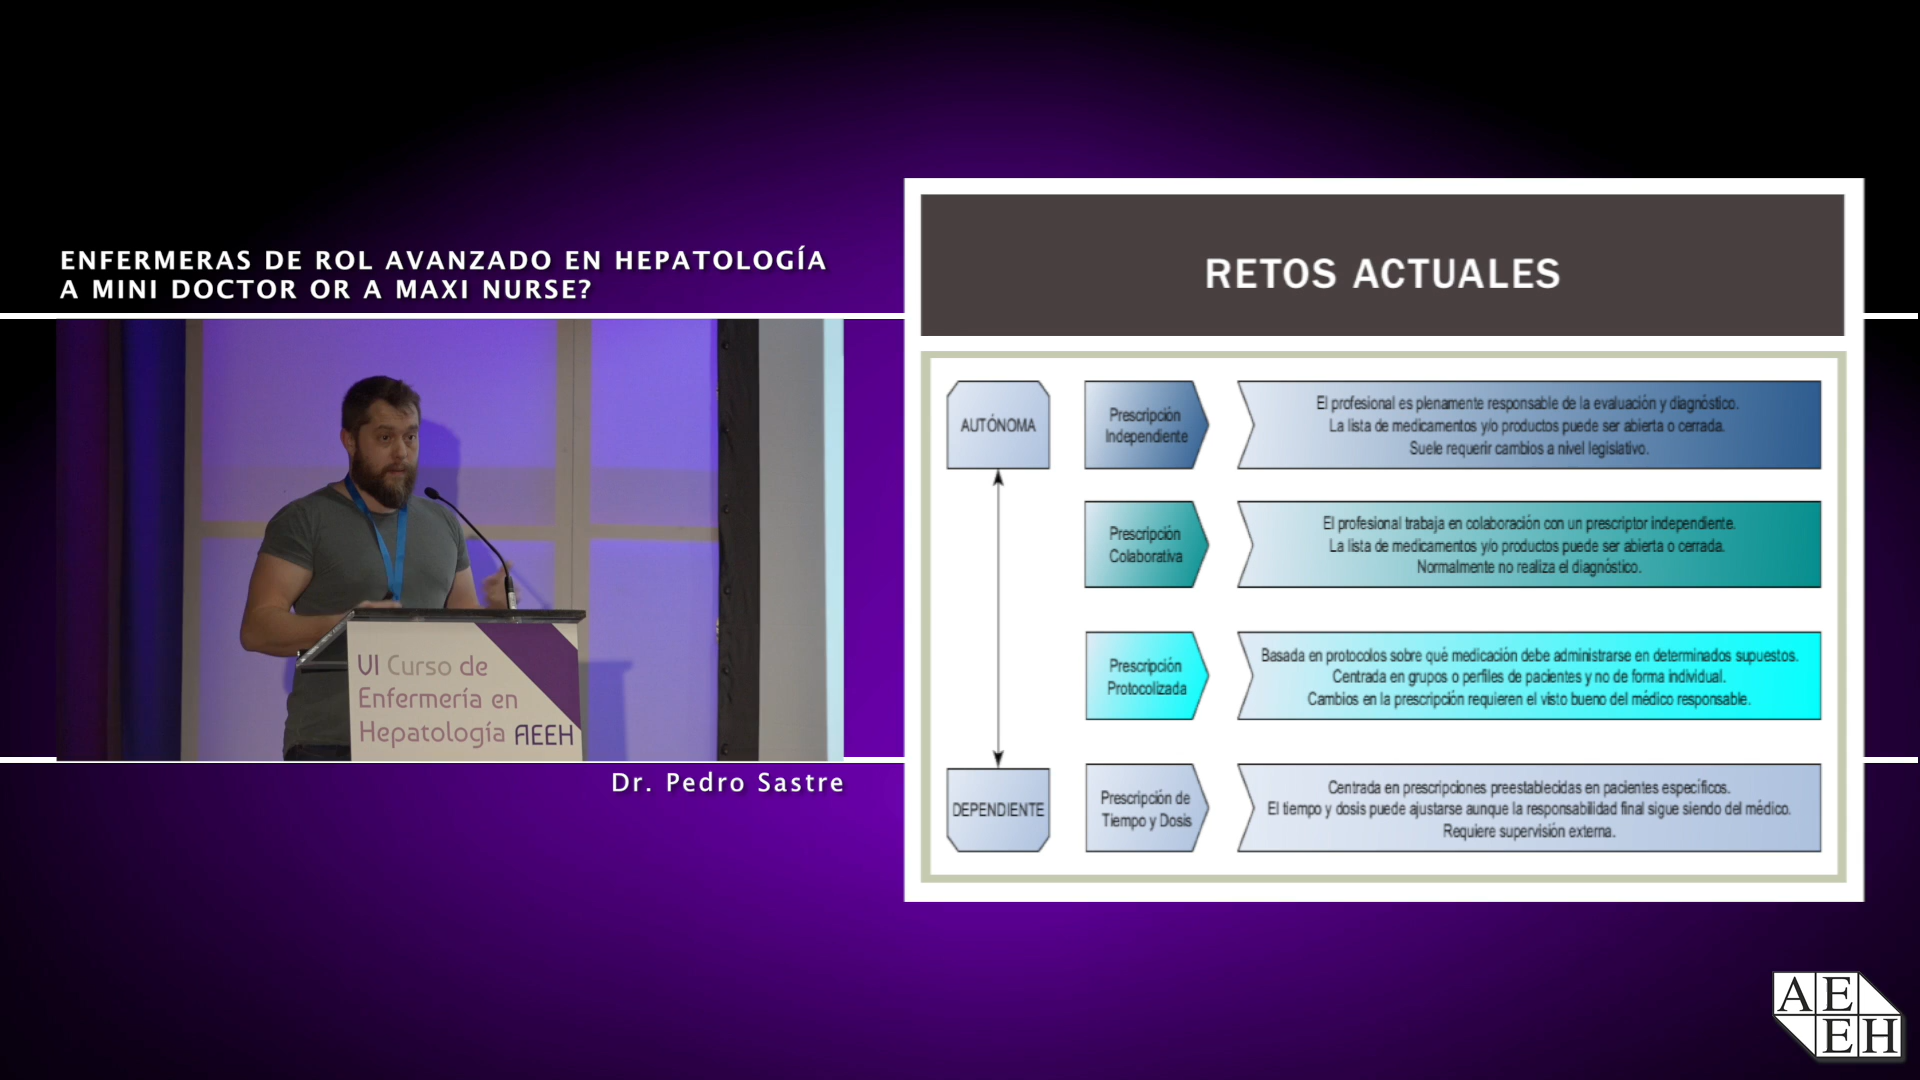 ENFERMERAS DE ROL AVANZADO EN HEPATOLOGÍA
A MINI DOCTOR OR A MAXI NURSE?
VI Curso de
Enfermería en
Hepatología AEEH
Dr. Pedro Sastre
RETOS ACTUALES
AUTÓNOMA
Prescripción
Independiente
El profesional es plenamente responsable de la evaluación y diagnóstico.
La lista de medicamentos y/o productos puede ser abierta o cerrada.
Suele requerir cambios a nivel legislativo.
Prescripción
Colaborativa
El profesional trabaja en colaboración con un prescriptor independiente.
La lista de medicamentos y/o productos puede ser abierta o cerrada.
Normalmente no realiza el diagnóstico.
Prescripción
Protocolizada
Basada en protocolos sobre qué medicación debe administrarse en determinados supuestos.
Centrada en grupos o perfiles de pacientes y no de forma individual.
Cambios en la prescripción requieren el visto bueno del médico responsable.
DEPENDIENTE
Prescripción de
Tiempo y Dosis
Centrada en prescripciones preestablecidas en pacientes específicos.
El tiempo y dosis puede ajustarse aunque la responsabilidad final sigue siendo del médico.
Requiere supervisión externa.
AE
EH